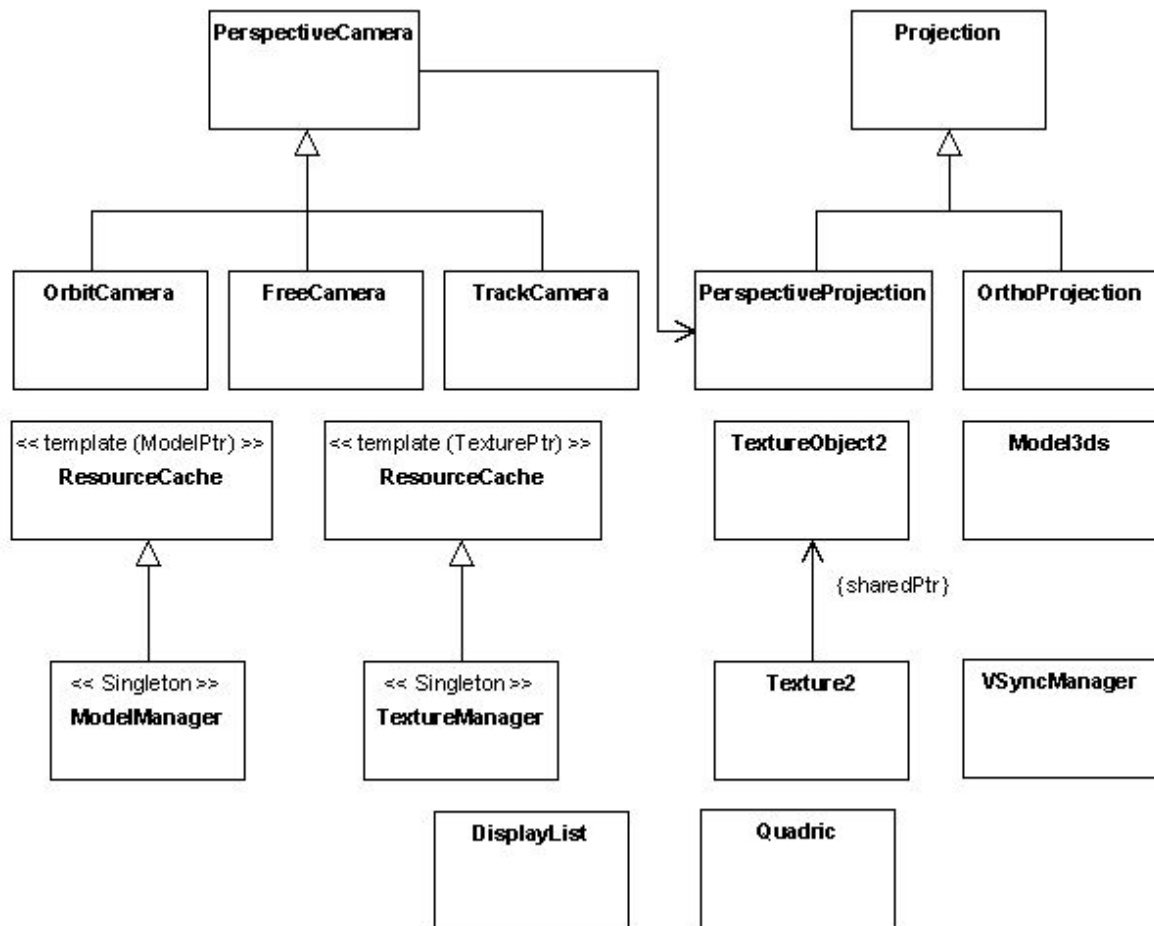 PerspectiveCamera
Projection
OrbitCamera
FreeCamera
TrackCamera
PerspectiveProjection
OrthoProjection
<< template (ModelPtr) >>
ResourceCache
<< template (TexturePtr) >>
ResourceCache
TextureObject2
Model3ds
{sharedPtr}
<< Singleton >>
ModelManager
<< Singleton >>
TextureManager
Texture2
VSyncManager
DisplayList
Quadric